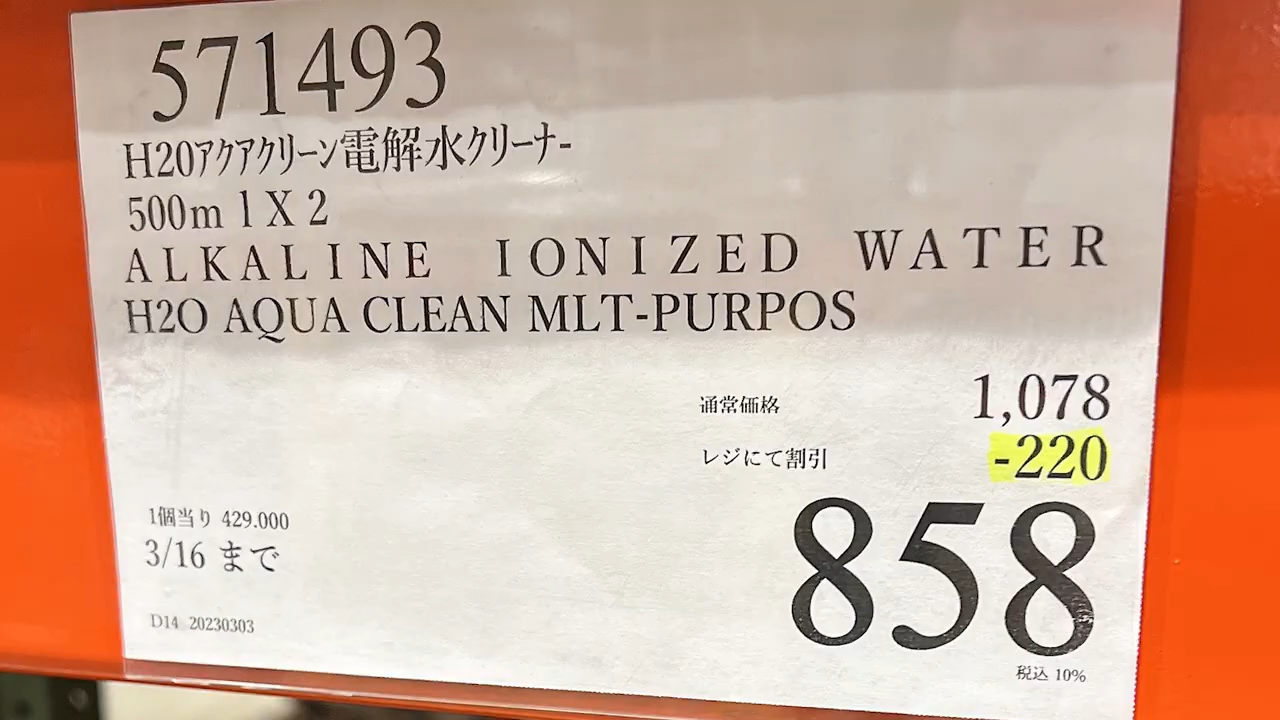 571493
H20アクアクリーン電解水クリーナ-
500m l X 2
ALKALINE IONIZED WATER
H2O AQUA CLEAN MLT-PURPOS
通常価格 1,078
レジにて割引 -220
858
1個当り 429.000
3/16 まで
D14 20230303
税込 10%